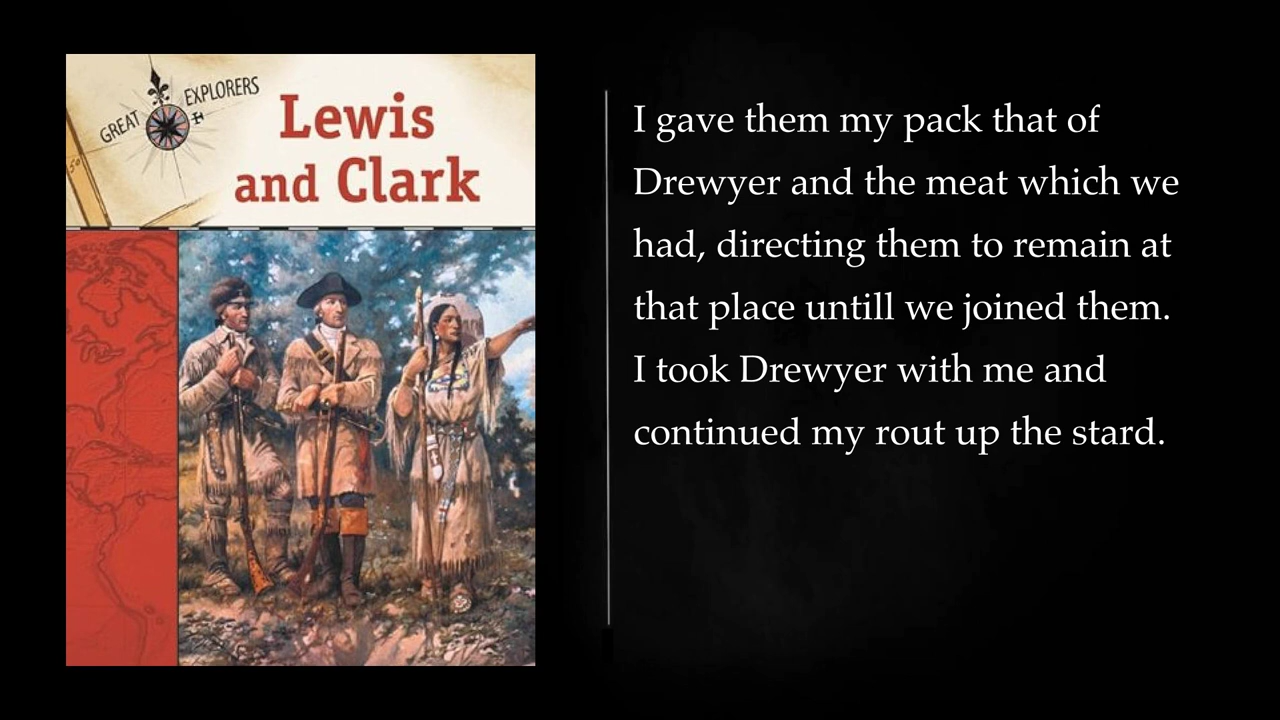 GREAT EXPLORERS
Lewis
and Clark
50
I gave them my pack that of
Drewyer and the meat which we
had, directing them to remain at
that place untill we joined them.
I took Drewyer with me and
continued my rout up the stard.